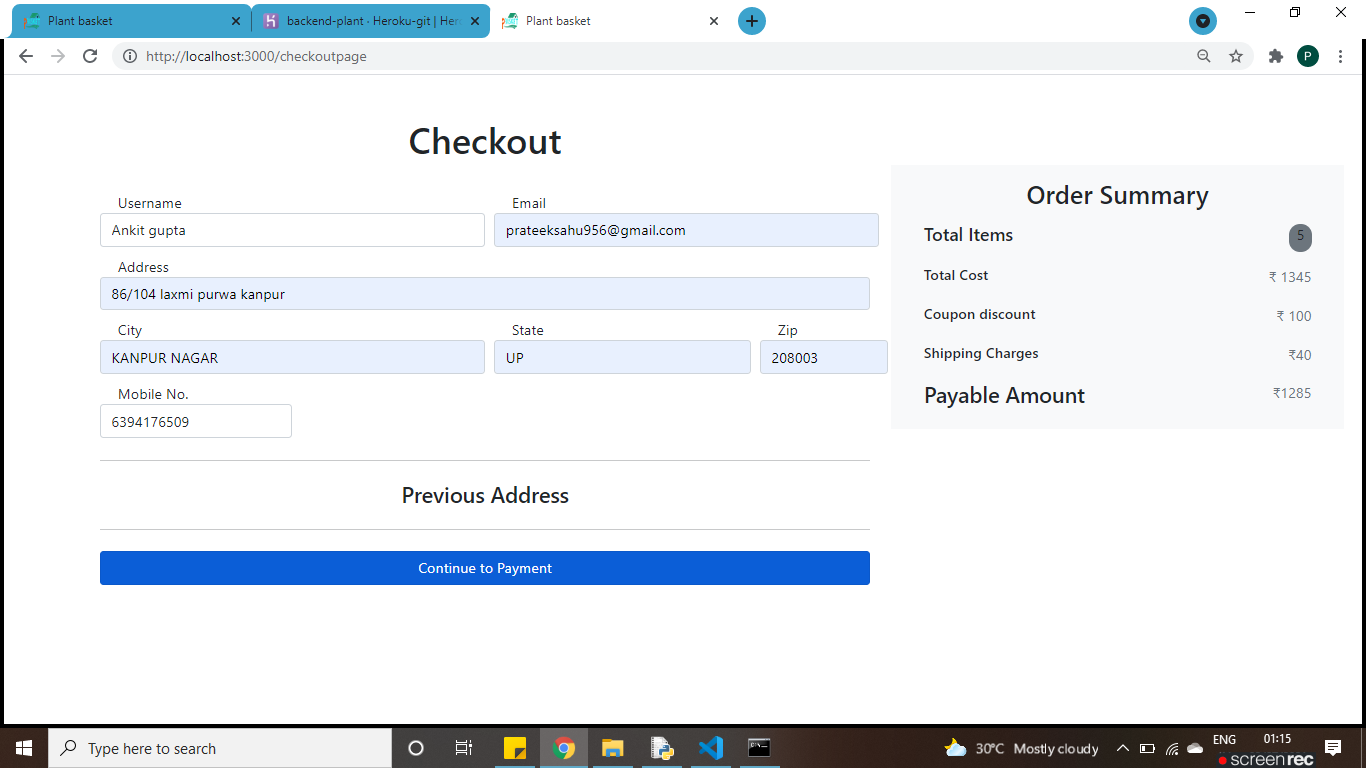 Plant basket
backend-plant · Heroku-git | Her
Plant basket
http://localhost:3000/checkoutpage
P
Checkout
Username
Email
Ankit gupta
prateeksahu956@gmail.com
Address
86/104 laxmi purwa kanpur
City
State
Zip
KANPUR NAGAR
UP
208003
Mobile No.
6394176509
Previous Address
Continue to Payment
Order Summary
Total Items
5
Total Cost
₹ 1345
Coupon discount
₹ 100
Shipping Charges
₹40
Payable Amount
₹1285
Type here to search
30°C Mostly cloudy
ENG
01:15
screenrec